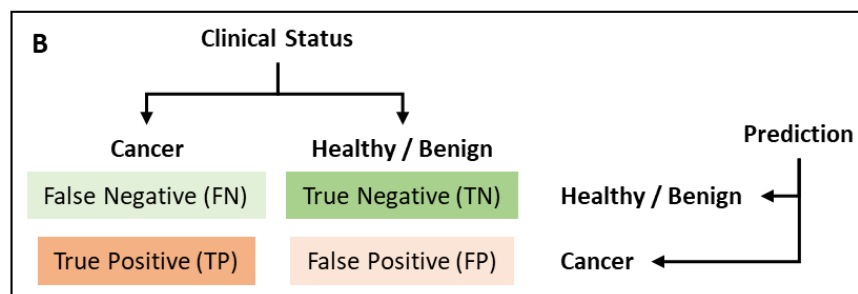 B
Clinical Status
Prediction
Cancer
Healthy / Benign
False Negative (FN)
True Negative (TN)
Healthy / Benign
True Positive (TP)
False Positive (FP)
Cancer